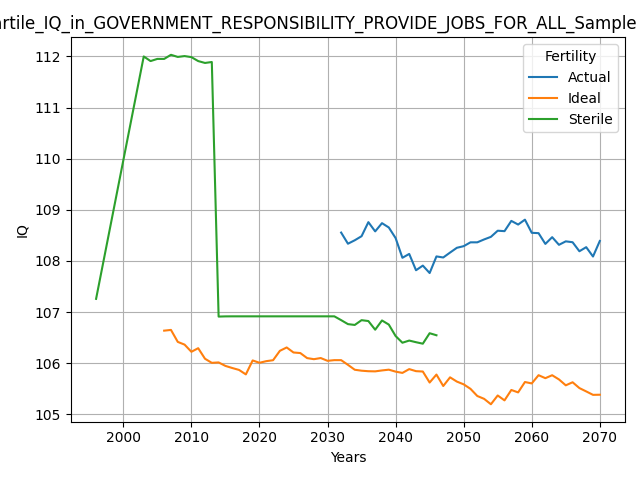 artile_IQ_in_GOVERNMENT_RESPONSIBILITY_PROVIDE_JOBS_FOR_ALL_Sample
Fertility
Actual
Ideal
Sterile
IQ
112
111
110
109
108
107
106
105
2000 2010 2020 2030 2040 2050 2060 2070
Years